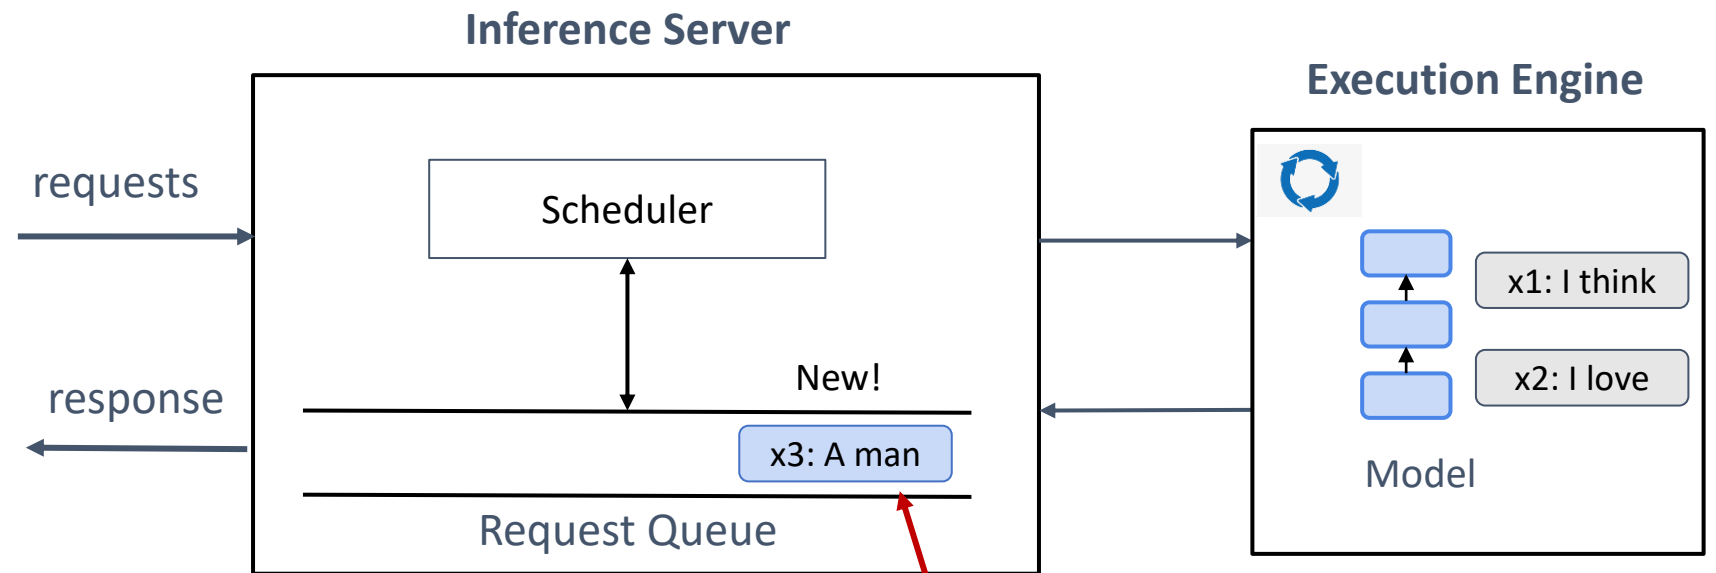 Inference Server
Execution Engine
requests
Scheduler
x1: I think
New!
x2: I love
response
x3: A man
Model
Request Queue